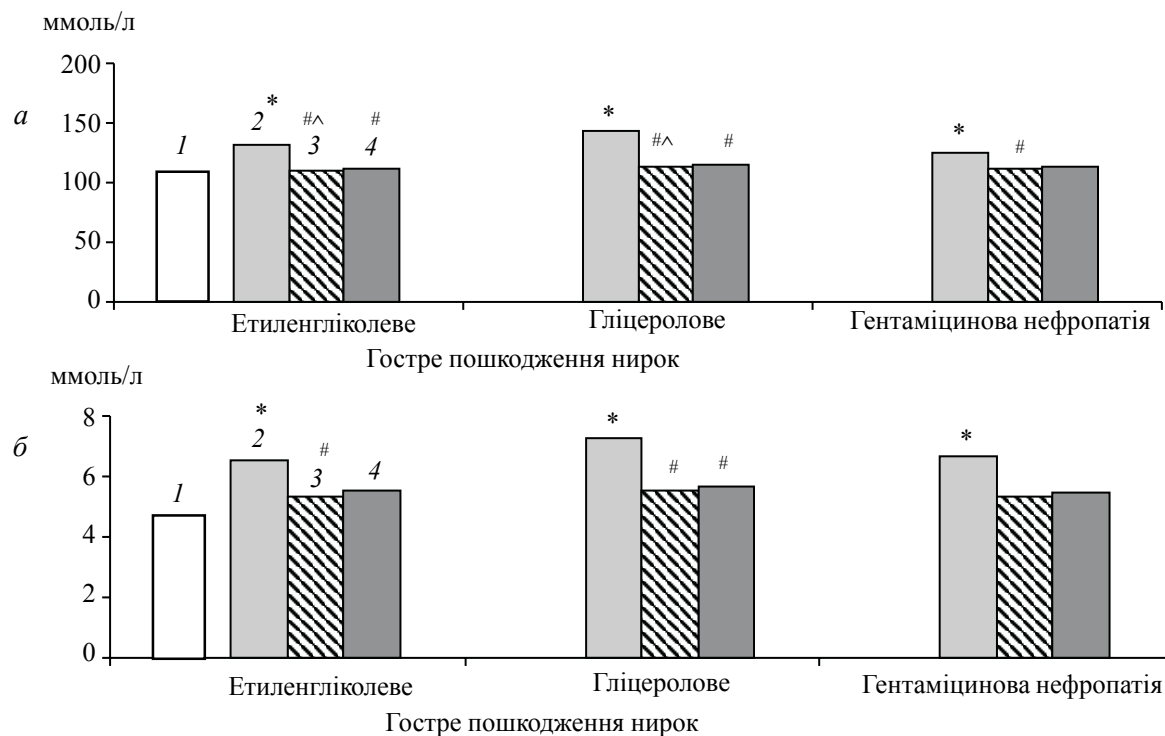 ммоль/л
200
а
*
2
#^
3
#
4
*
#^
#
*
#
150
1
100
50
0
Етиленгліколеве
Гліцеролове
Гентаміцинова нефропатія
Гостре пошкодження нирок
ммоль/л
8
б
*
2
#
3
4
*
#
#
*
6
1
4
2
0
Етиленгліколеве
Гліцеролове
Гентаміцинова нефропатія
Гостре пошкодження нирок